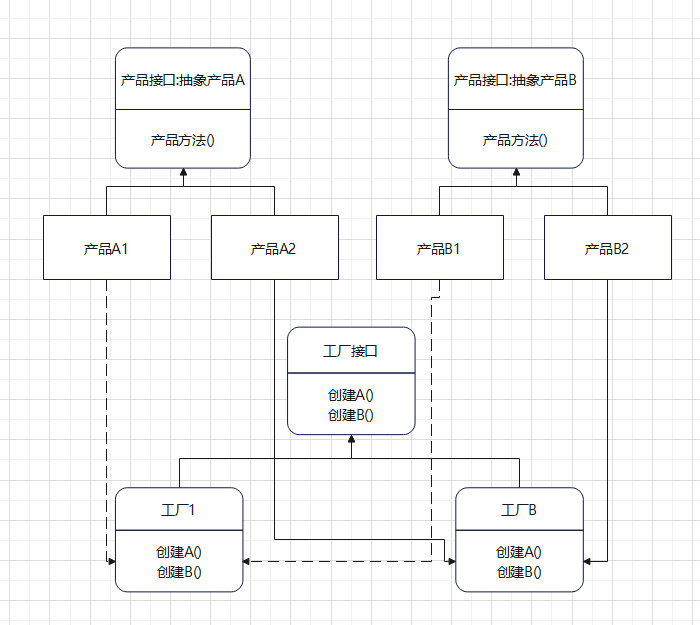 产品接口:抽象产品A
产品方法()
产品接口:抽象产品B
产品方法()
产品A1
产品A2
产品B1
产品B2
工厂接口
创建A()
创建B()
工厂1
创建A()
创建B()
工厂B
创建A()
创建B()